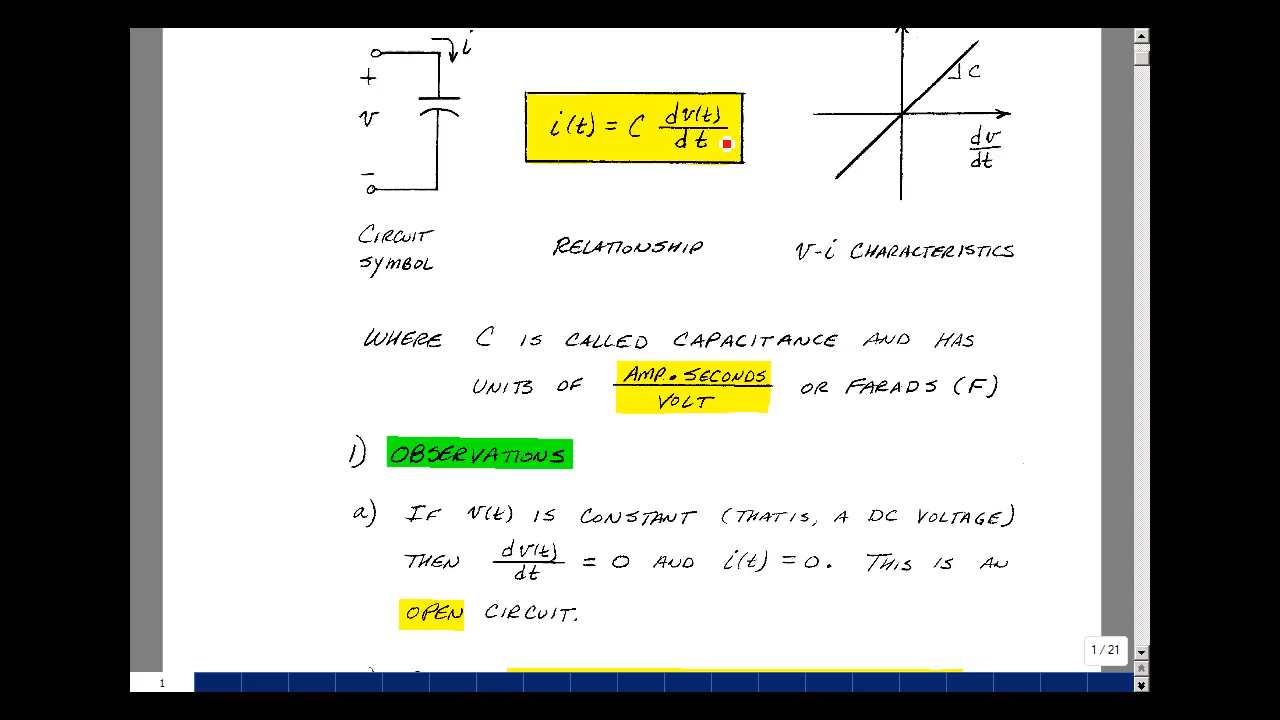 i
+
v
−
i(t) = C dv(t)/dt
C
dv/dt
CIRCUIT SYMBOL
RELATIONSHIP
v-i CHARACTERISTICS
WHERE C IS CALLED CAPACITANCE AND HAS
UNITS OF AMP·SECONDS/VOLT OR FARADS (F)
1) OBSERVATIONS
a) IF v(t) IS CONSTANT (THAT IS, A DC VOLTAGE)
THEN dv(t)/dt = 0 AND i(t) = 0. THIS IS AN
OPEN CIRCUIT.
1 / 21
1